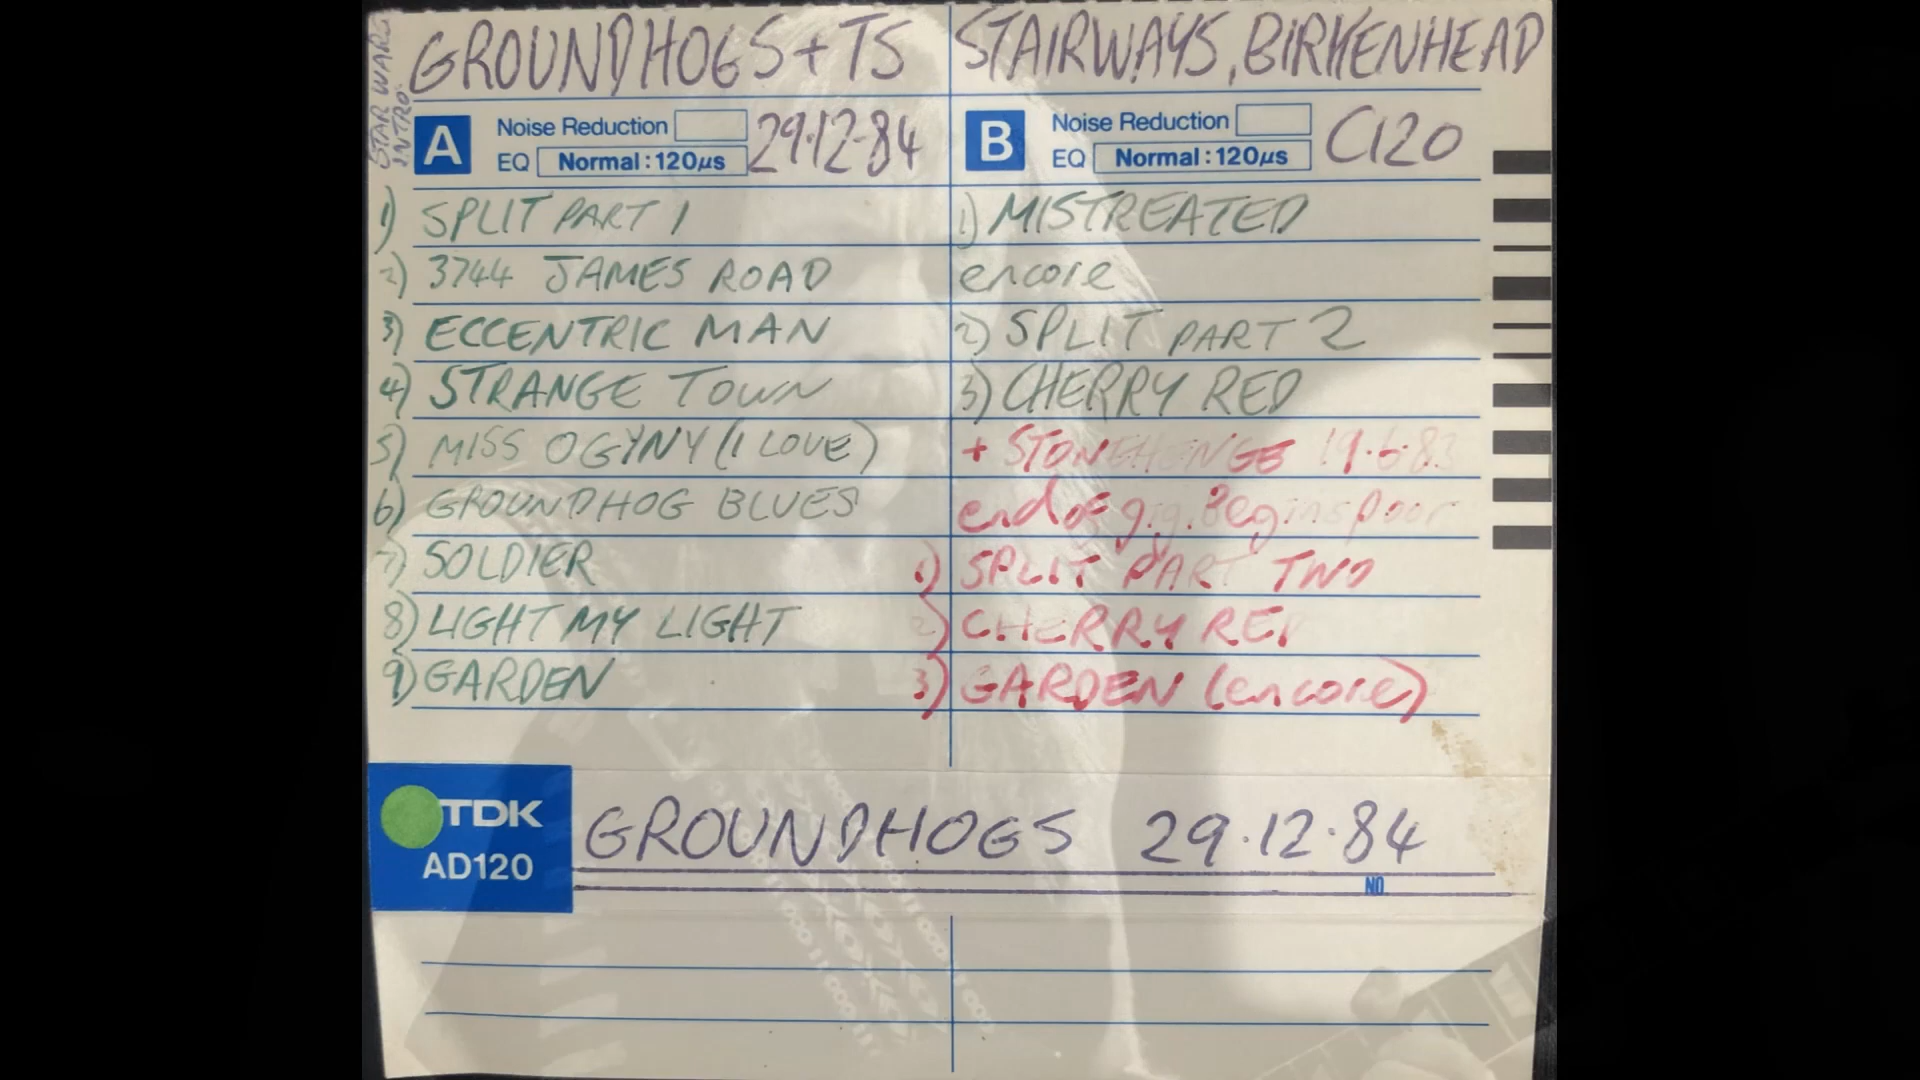 GROUNDHOGS + TS
STAR WARS INTRO
A Noise Reduction 29.12.84
EQ Normal: 120µs
1) SPLIT PART 1
2) 3744 JAMES ROAD
3) ECCENTRIC MAN
4) STRANGE TOWN
5) MISS OGYNY (I LOVE)
6) GROUNDHOG BLUES
7) SOLDIER
8) LIGHT MY LIGHT
9) GARDEN
STAIRWAYS, BIRKENHEAD
B Noise Reduction C120
EQ Normal: 120µs
1) MISTREATED
encore
2) SPLIT PART 2
3) CHERRY RED
+ STONEHENGE 19.6.83
end of gig. Begins poor
1) SPLIT PART TWO
2) CHERRY RED
3) GARDEN (encore)
TDK
AD120
GROUNDHOGS 29.12.84
NO